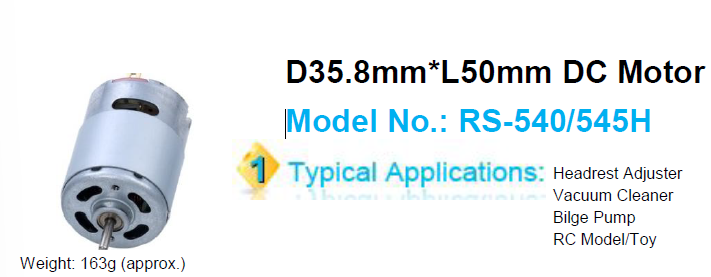 D35.8mm*L50mm DC Motor
Model No.: RS-540/545H
1 Typical Applications:
Headrest Adjuster
Vacuum Cleaner
Bilge Pump
RC Model/Toy
Weight: 163g (approx.)